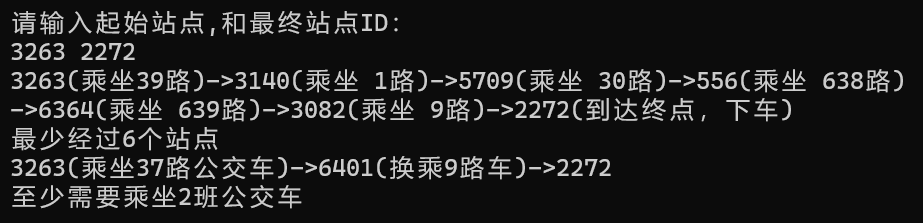 请输入起始站点,和最终站点ID:
3263 2272
3263(乘坐39路)->3140(乘坐 1路)->5709(乘坐 30路)->556(乘坐 638路)
->6364(乘坐 639路)->3082(乘坐 9路)->2272(到达终点, 下车)
最少经过6个站点
3263(乘坐37路公交车)->6401(换乘9路车)->2272
至少需要乘坐2班公交车